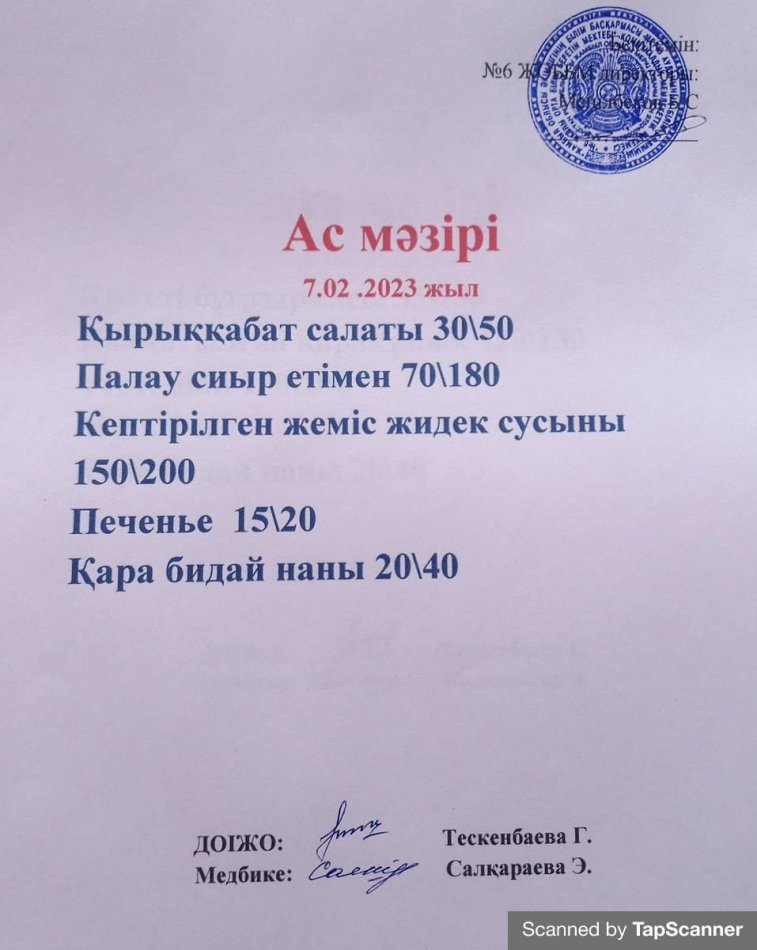 Бекітемін:
№6 ЖОББМ директоры:
Ас мәзірі
7.02 .2023 жыл
Қырыққабат салаты 30\50
Палау сиыр етімен 70\180
Кептірілген жеміс жидек сусыны
150\200
Печенье 15\20
Қара бидай наны 20\40
ДОІЖО: Тескенбаева Г.
Медбике: Салқараева Э.
Scanned by TapScanner